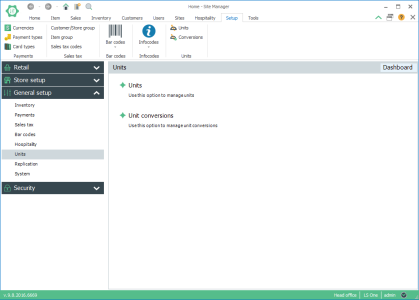 Home - Site Manager
Home Item Sales Inventory Customers Users Sites Hospitality Setup Tools
Currencies Customer/Store group Units
Payment types Item group Bar codes Infocodes Conversions
Card types Sales tax codes
Payments Sales tax Bar codes Infocodes Units
Retail
Units Dashboard
Store setup
General setup
Units
Use this option to manage units
Inventory
Payments
Unit conversions
Sales tax
Use this option to manage unit conversions
Bar codes
Hospitality
Units
Replication
System
Security
Head office LS One admin